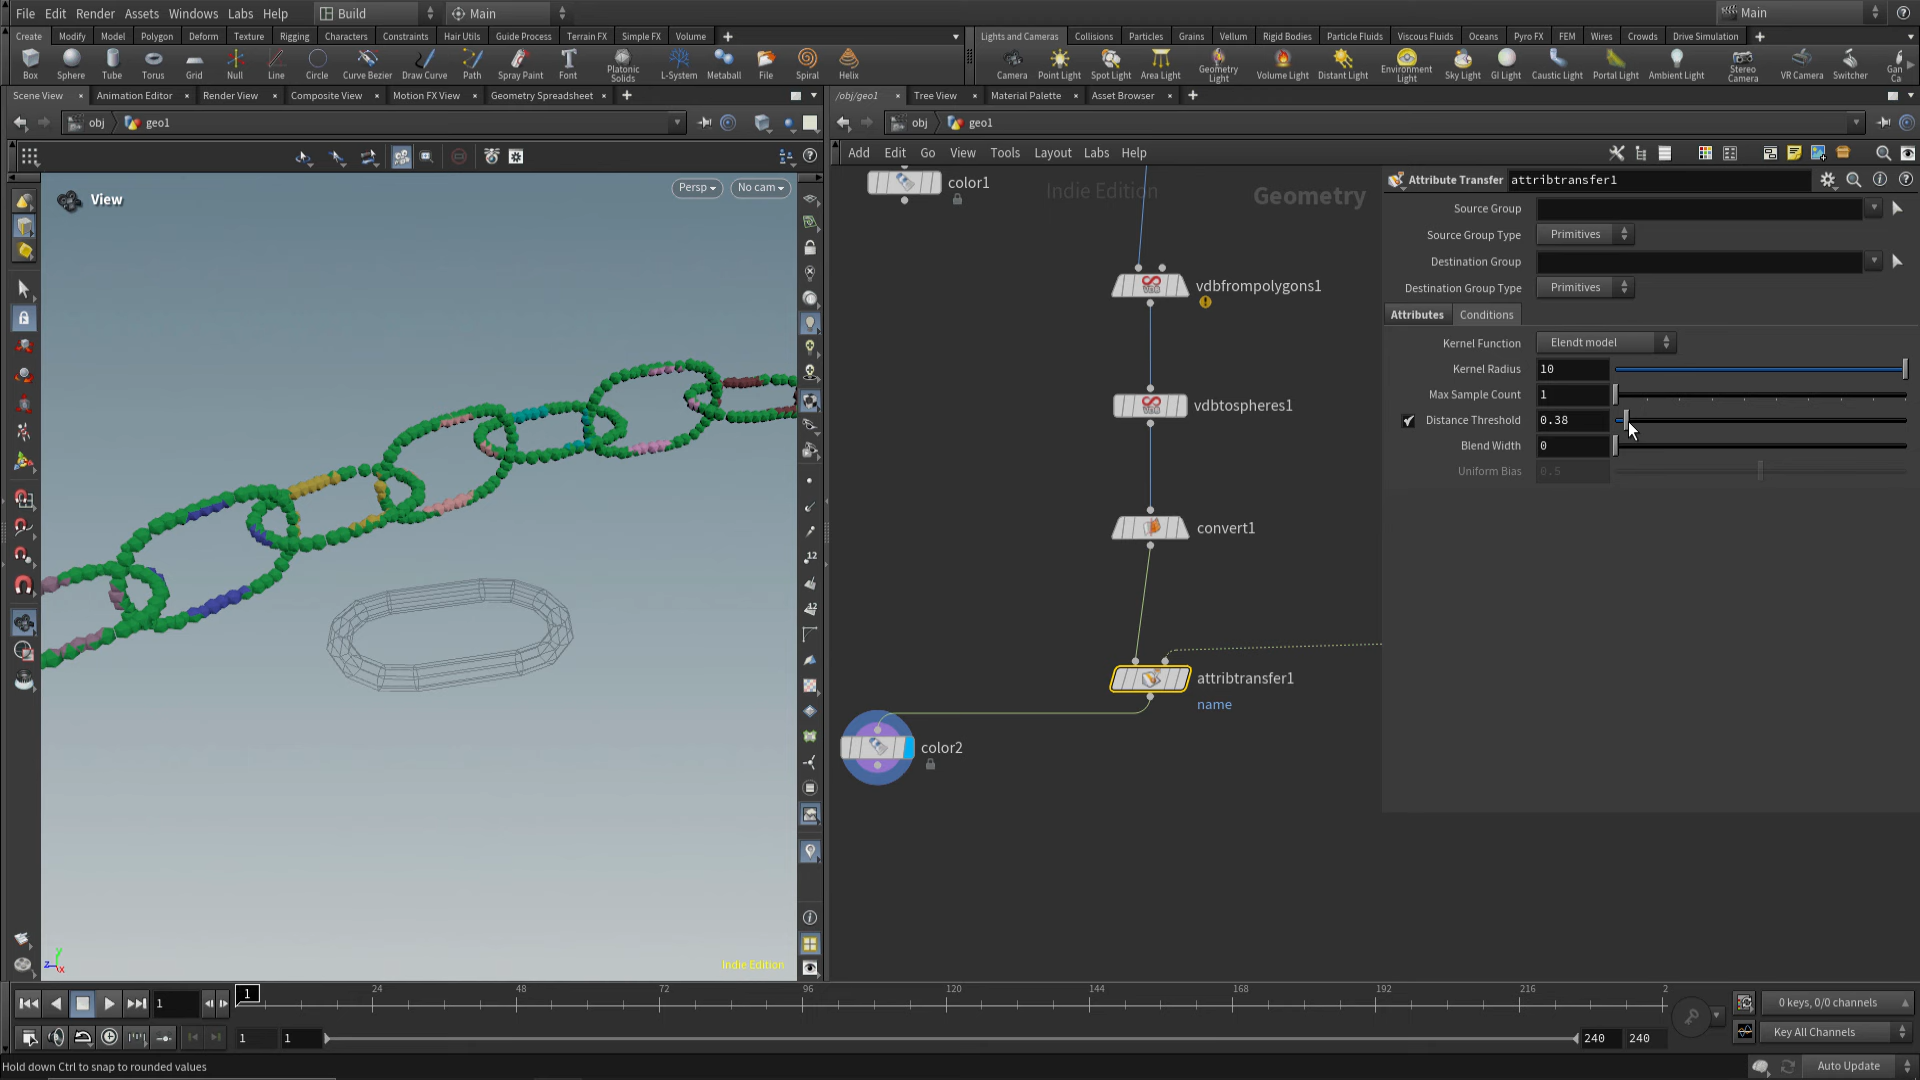 File Edit Render Assets Windows Labs Help Build Main Main
Create Modify Model Polygon Deform Texture Rigging Characters Constraints Hair Utils Guide Process Terrain FX Simple FX Volume
Lights and Cameras Collisions Particles Grains Vellum Rigid Bodies Particle Fluids Viscous Fluids Oceans Pyro FX FEM Wires Crowds Drive Simulation
Box Sphere Tube Torus Grid Null Line Circle Curve Bezier Draw Curve Path Spray Paint Font Platonic Solids L-System Metaball File Spiral Helix
Camera Point Light Spot Light Area Light Geometry Light Volume Light Distant Light Environment Light Sky Light GI Light Caustic Light Portal Light Ambient Light Stereo Camera VR Camera Switcher Gan Ca
Scene View Animation Editor Render View Composite View Motion FX View Geometry Spreadsheet
/obj/geo1 Tree View Material Palette Asset Browser
obj geo1
obj geo1
Add Edit Go View Tools Layout Labs Help
View
Persp
No cam
Indie Edition
Indie Edition
Geometry
color1
vdbfrompolygons1
vdbtospheres1
convert1
attribtransfer1
name
color2
Attribute Transfer attribtransfer1
Source Group
Source Group Type Primitives
Destination Group
Destination Group Type Primitives
Attributes Conditions
Kernel Function Elendt model
Kernel Radius 10
Max Sample Count 1
Distance Threshold 0.38
Blend Width 0
Uniform Bias 0.5
12
12
y
z
x
1
1 24 48 72 96 120 144 168 192 216 2
0 keys, 0/0 channels
1 1 240 240
Key All Channels
Hold down Ctrl to snap to rounded values
Auto Update